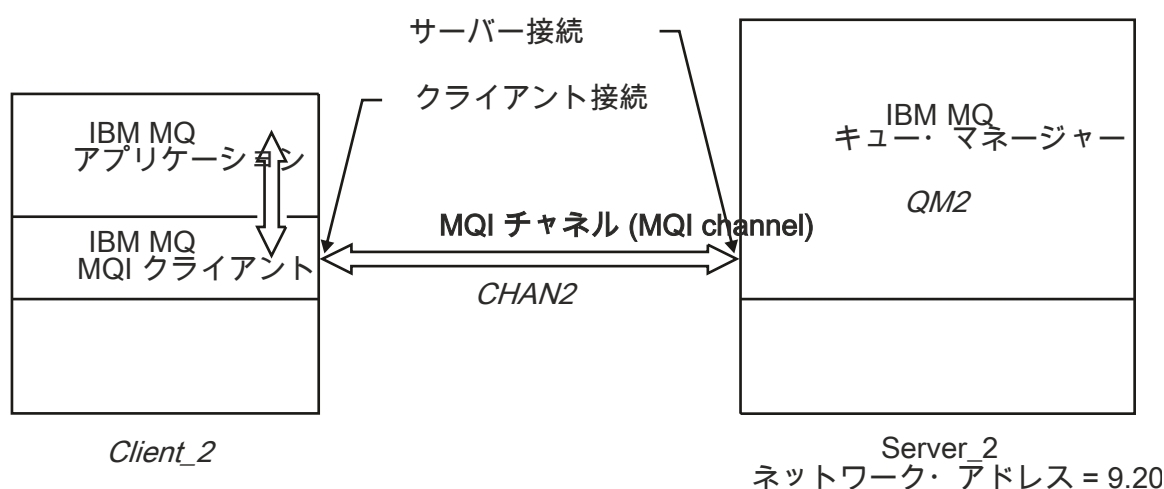 サーバー接続
クライアント接続
IBM MQ
アプリケーション
IBM MQ
MQI クライアント
MQI チャネル (MQI channel)
CHAN2
IBM MQ
キュー・マネージャー
QM2
Client_2
Server_2
ネットワーク・アドレス = 9.20